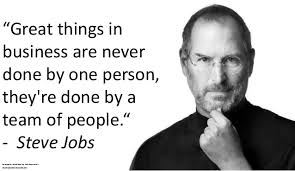 “Great things in
business are never
done by one person,
they're done by a
team of people.“
- Steve Jobs